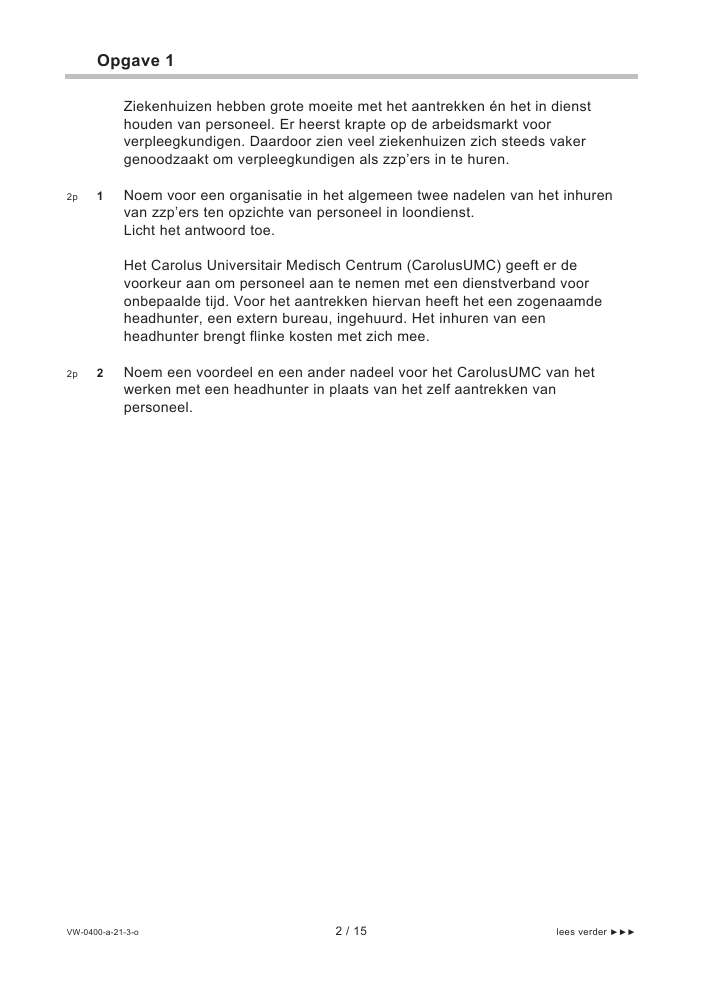 Opgave 1
Ziekenhuizen hebben grote moeite met het aantrekken én het in dienst
houden van personeel. Er heerst krapte op de arbeidsmarkt voor
verpleegkundigen. Daardoor zien veel ziekenhuizen zich steeds vaker
genoodzaakt om verpleegkundigen als zzp’ers in te huren.
2p 1 Noem voor een organisatie in het algemeen twee nadelen van het inhuren
van zzp’ers ten opzichte van personeel in loondienst.
Licht het antwoord toe.
Het Carolus Universitair Medisch Centrum (CarolusUMC) geeft er de
voorkeur aan om personeel aan te nemen met een dienstverband voor
onbepaalde tijd. Voor het aantrekken hiervan heeft het een zogenaamde
headhunter, een extern bureau, ingehuurd. Het inhuren van een
headhunter brengt flinke kosten met zich mee.
2p 2 Noem een voordeel en een ander nadeel voor het CarolusUMC van het
werken met een headhunter in plaats van het zelf aantrekken van
personeel.
VW-0400-a-21-3-o 2 / 15 lees verder ►►►